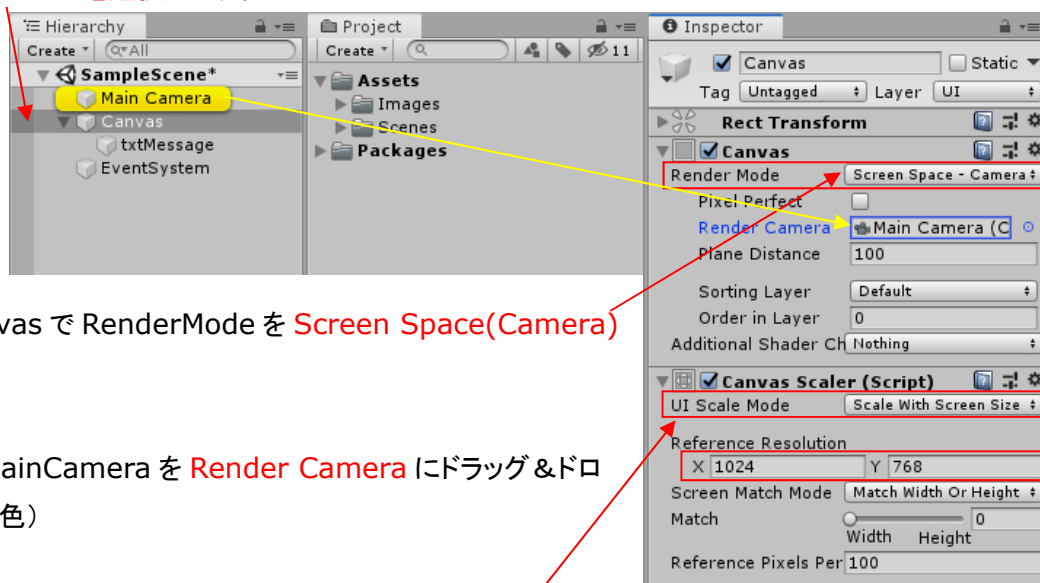 Hierarchy
Create
All
SampleScene*
Main Camera
Canvas
txtMessage
EventSystem
Project
Create
11
Assets
Images
Scenes
Packages
Inspector
Canvas
Static
Tag Untagged Layer UI
Rect Transform
Canvas
Render Mode Screen Space - Camera
Pixel Perfect
Render Camera Main Camera (C
Plane Distance 100
Sorting Layer Default
Order in Layer 0
Additional Shader Ch Nothing
Canvas Scaler (Script)
UI Scale Mode Scale With Screen Size
Reference Resolution
X 1024 Y 768
Screen Match Mode Match Width Or Height
Match 0
Width Height
Reference Pixels Per 100
vas で RenderMode を Screen Space(Camera)
ainCamera を Render Camera にドラッグ&ドロ
色）